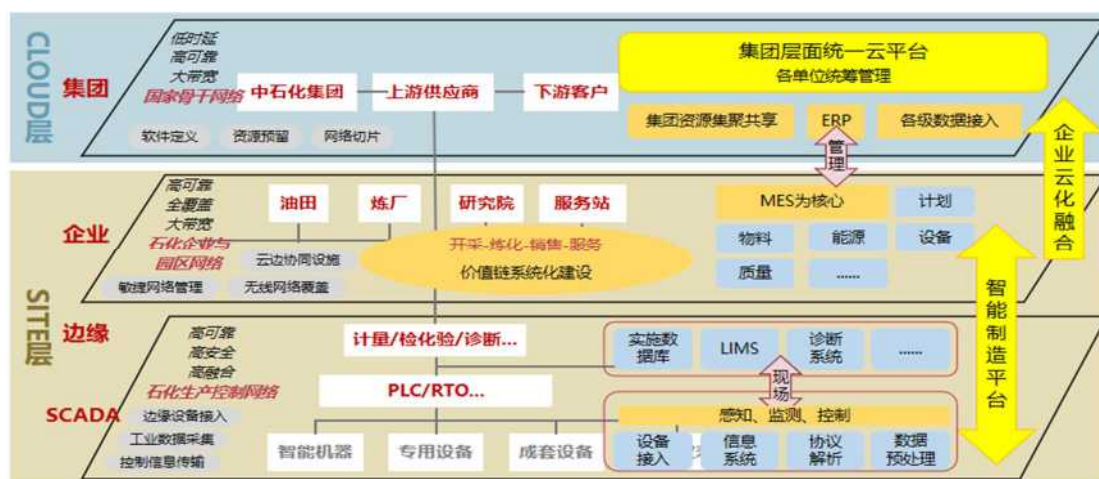 CLOUD层
集团
低时延
高可靠
大带宽
国家骨干网络
软件定义
资源预留
网络切片
中石化集团
上游供应商
下游客户
集团层面统一云平台
各单位统筹管理
集团资源集聚共享
ERP
各级数据接入
管理
企业云化融合
SITE层
企业
高可靠
全覆盖
大带宽
石化企业与
园区网络
云边协同设施
敏捷网络管理
无线网络覆盖
油田
炼厂
研究院
服务站
开采-炼化-销售-服务
价值链系统化建设
MES为核心
计划
物料
能源
设备
质量
......
智能制造平台
边缘
SCADA
高可靠
高安全
高融合
石化生产控制网络
边缘设备接入
工业数据采集
控制信息传输
计量/检化验/诊断...
PLC/RTO...
智能机器
专用设备
成套设备
实施数
据库
LIMS
诊断
系统
......
现场
感知、监测、控制
设备
接入
信息
系统
协议
解析
数据
预处理